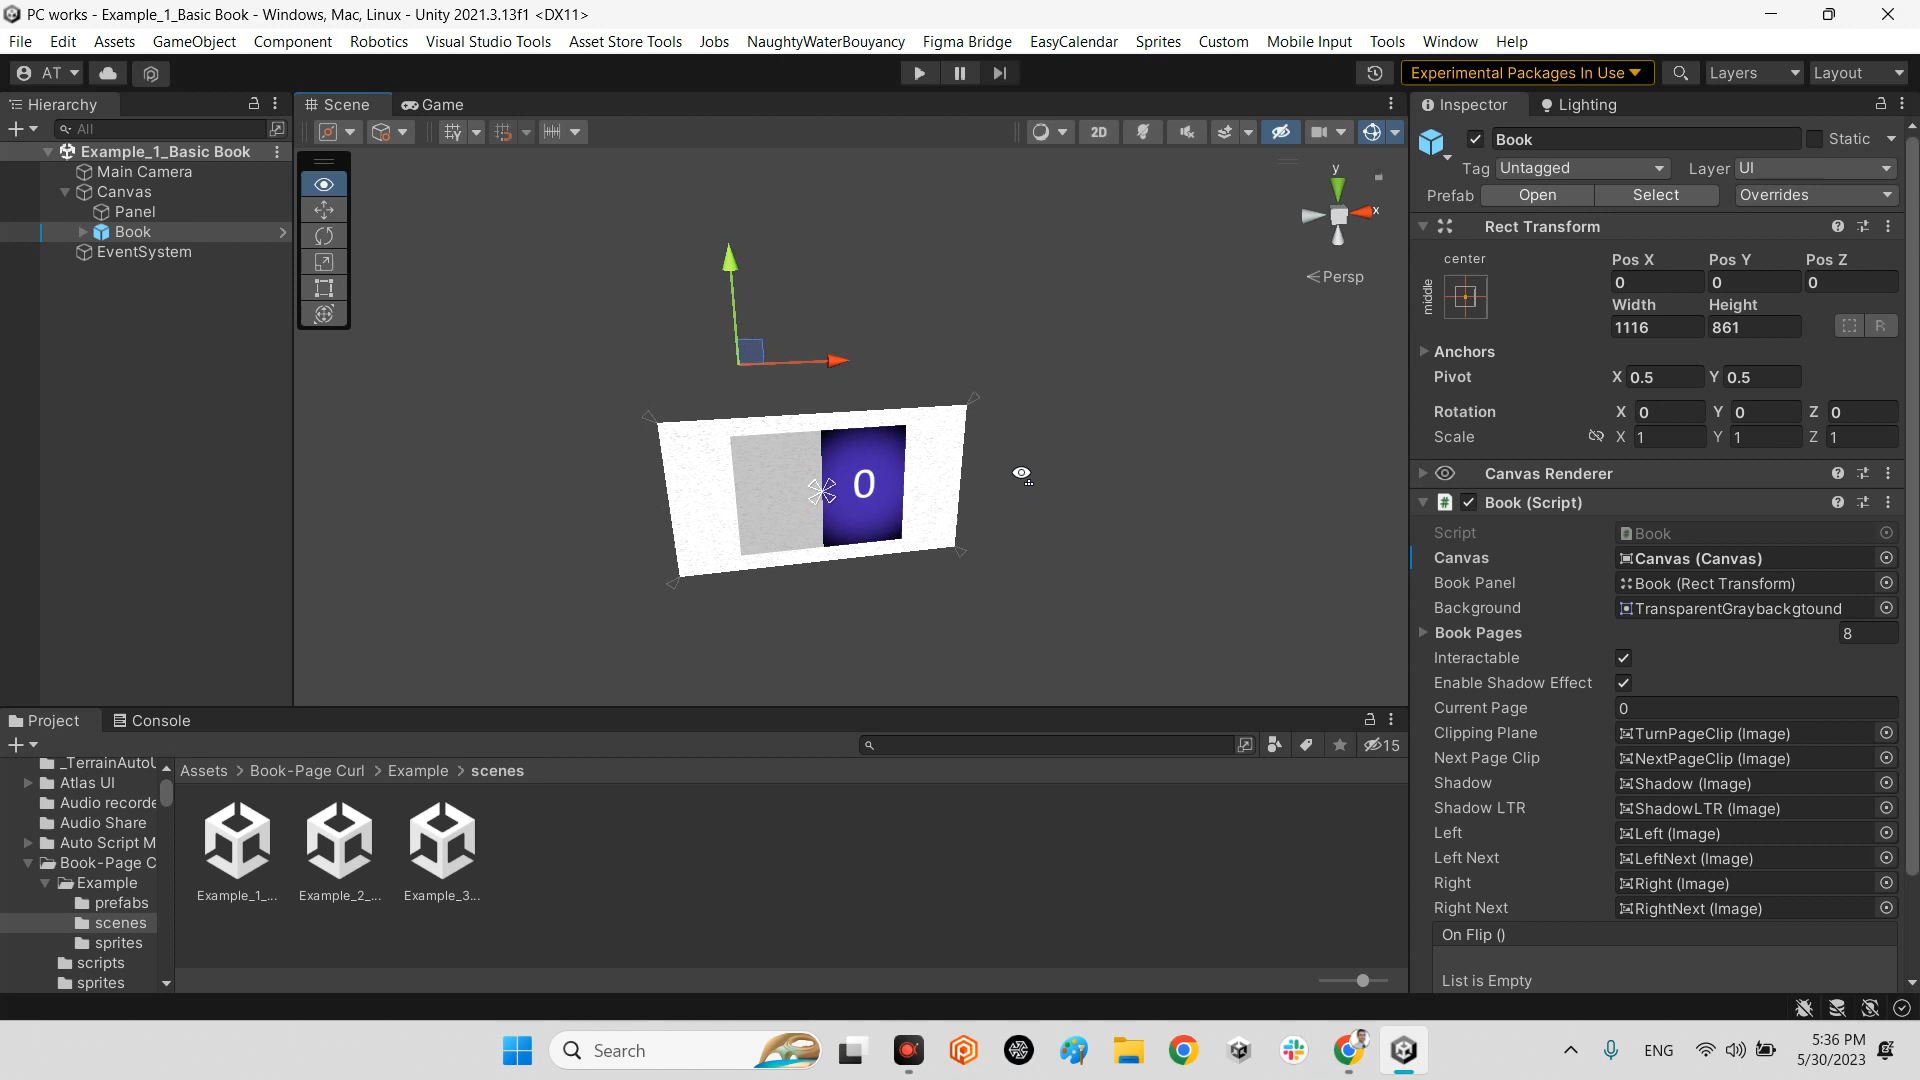 PC works - Example_1_Basic Book - Windows, Mac, Linux - Unity 2021.3.13f1 <DX11>
File Edit Assets GameObject Component Robotics Visual Studio Tools Asset Store Tools Jobs NaughtyWaterBouyancy Figma Bridge EasyCalendar Sprites Custom Mobile Input Tools Window Help
AT Experimental Packages In Use Layers Layout
Hierarchy
All
Example_1_Basic Book
Main Camera
Canvas
Panel
Book
EventSystem
Scene Game
2D
y
x
Persp
0
Inspector Lighting
Book Static
Tag Untagged Layer UI
Prefab Open Select Overrides
Rect Transform
center
middle
Pos X Pos Y Pos Z
0 0 0
Width Height
1116 861
R
Anchors
Pivot X 0.5 Y 0.5
Rotation X 0 Y 0 Z 0
Scale X 1 Y 1 Z 1
Canvas Renderer
# Book (Script)
Script Book
Canvas Canvas (Canvas)
Book Panel Book (Rect Transform)
Background TransparentGraybackgtound
Book Pages 8
Interactable
Enable Shadow Effect
Current Page 0
Clipping Plane TurnPageClip (Image)
Next Page Clip NextPageClip (Image)
Shadow Shadow (Image)
Shadow LTR ShadowLTR (Image)
Left Left (Image)
Left Next LeftNext (Image)
Right Right (Image)
Right Next RightNext (Image)
On Flip ()
List is Empty
Project Console
15
_TerrainAutoU
Atlas UI
Audio recorde
Audio Share
Auto Script M
Book-Page C
Example
prefabs
scenes
sprites
scripts
sprites
Assets > Book-Page Curl > Example > scenes
Example_1_... Example_2_... Example_3...
Search
ENG
5:36 PM
5/30/2023